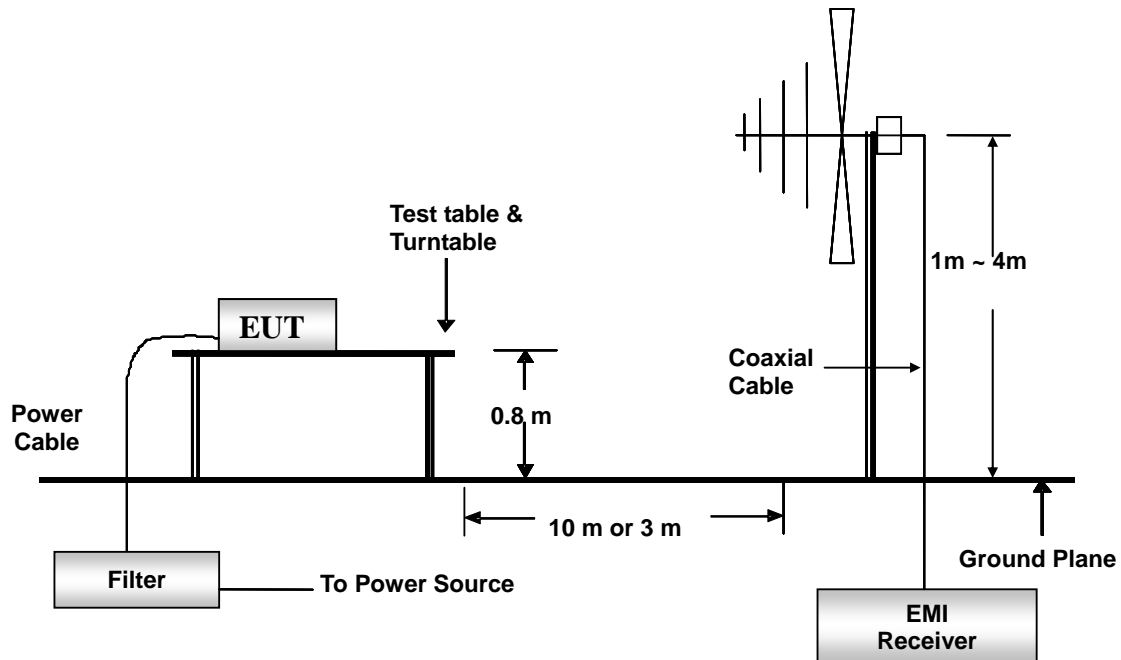 Test table &
Turntable
1m ~ 4m
EUT
Coaxial
Cable
0.8 m
Power
Cable
10 m or 3 m
Ground Plane
Filter
To Power Source
EMI
Receiver